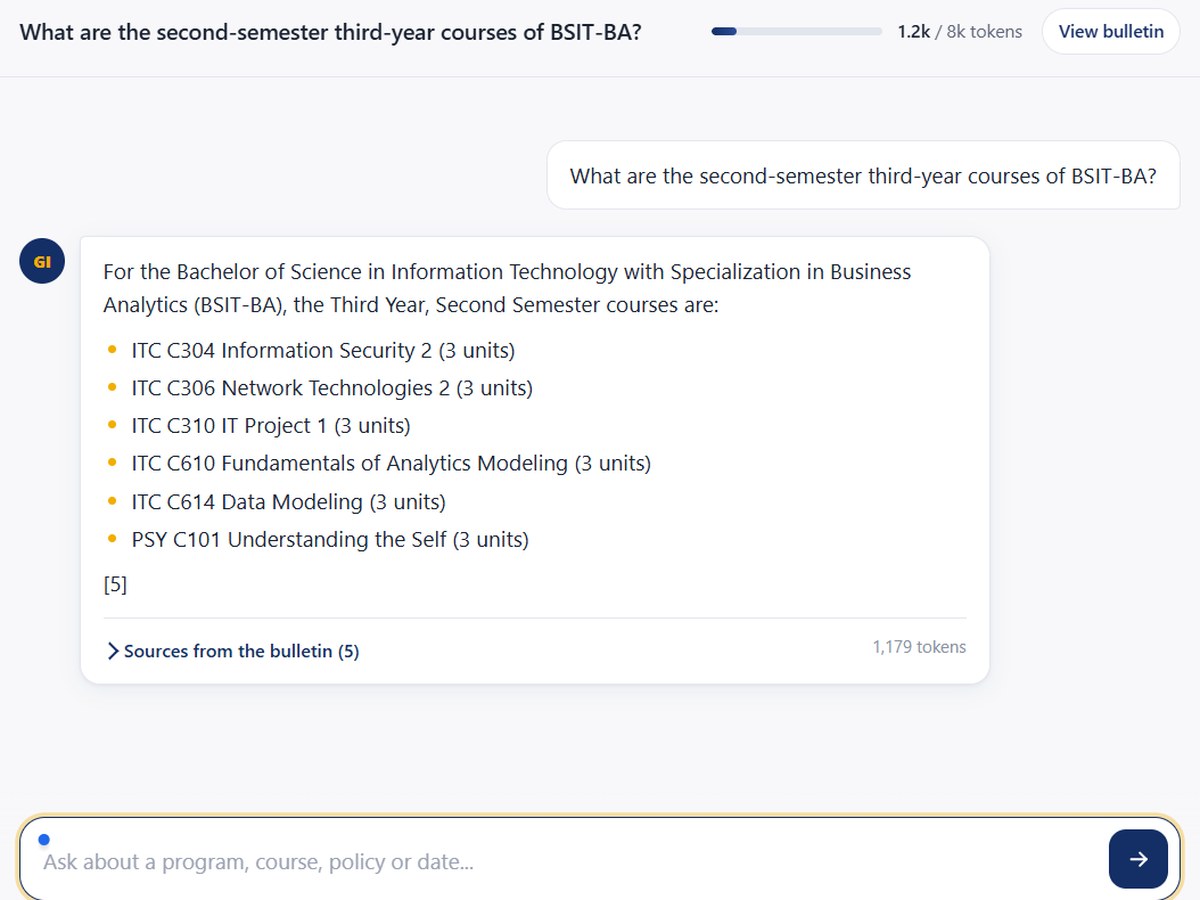 What are the second-semester third-year courses of BSIT-BA?
1.2k / 8k tokens
View bulletin
What are the second-semester third-year courses of BSIT-BA?
GI
For the Bachelor of Science in Information Technology with Specialization in Business
Analytics (BSIT-BA), the Third Year, Second Semester courses are:
ITC C304 Information Security 2 (3 units)
ITC C306 Network Technologies 2 (3 units)
ITC C310 IT Project 1 (3 units)
ITC C610 Fundamentals of Analytics Modeling (3 units)
ITC C614 Data Modeling (3 units)
PSY C101 Understanding the Self (3 units)
[5]
Sources from the bulletin (5)
1,179 tokens
Ask about a program, course, policy or date...